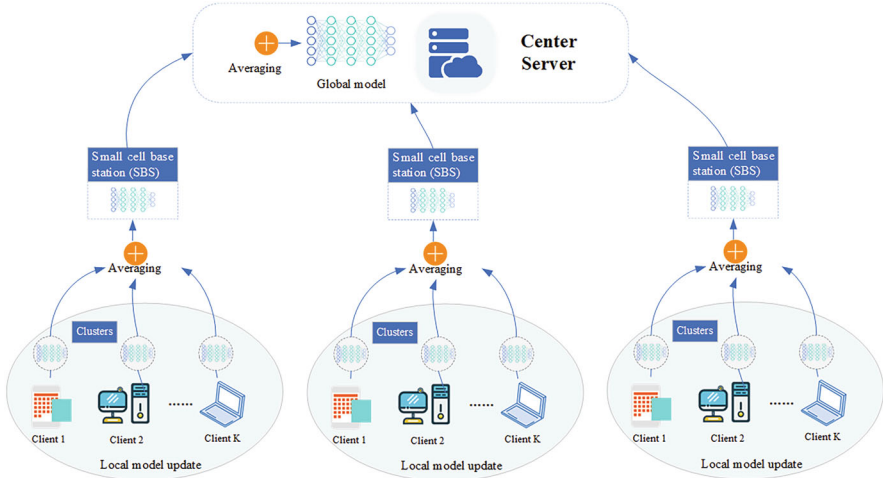 Center
Server
Averaging
Global model
Small cell base
station (SBS)
Small cell base
station (SBS)
Small cell base
station (SBS)
Averaging
Averaging
Averaging
Clusters
Clusters
Clusters
......
......
......
Client 1
Client 2
Client K
Client 1
Client 2
Client K
Client 1
Client 2
Client K
Local model update
Local model update
Local model update